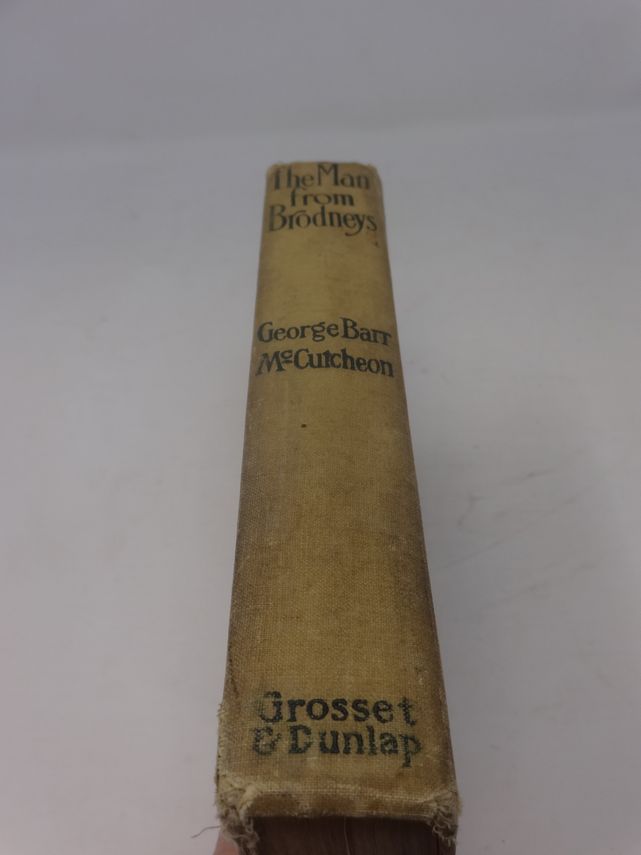 The Man
from
Brodneys
George Barr
McCutcheon
Grosset
& Dunlap